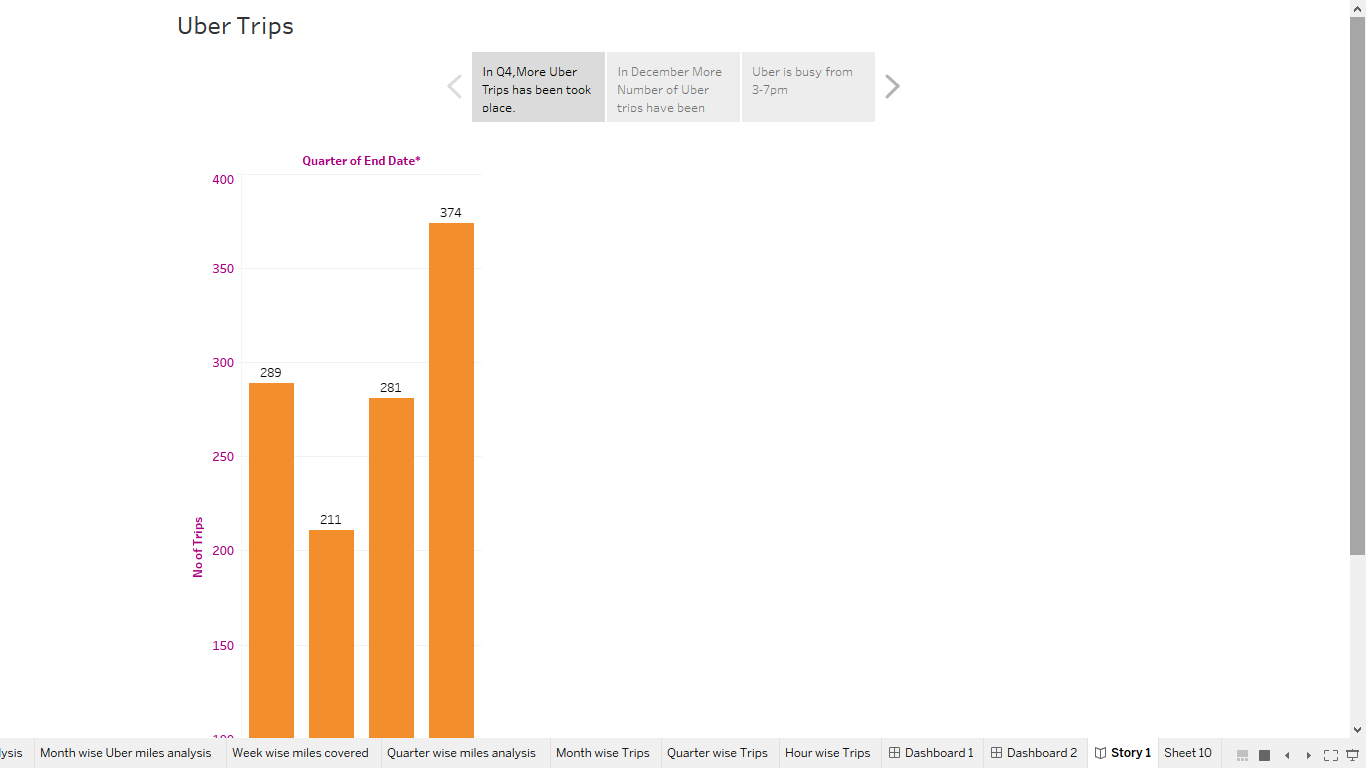 Uber Trips
In Q4,More Uber
Trips has been took
place.
In December More
Number of Uber
trips have been
Uber is busy from
3-7pm
Quarter of End Date*
400
374
350
300
289
281
250
211
No of Trips
200
150
100
lysis
Month wise Uber miles analysis
Week wise miles covered
Quarter wise miles analysis
Month wise Trips
Quarter wise Trips
Hour wise Trips
Dashboard 1
Dashboard 2
Story 1
Sheet 10